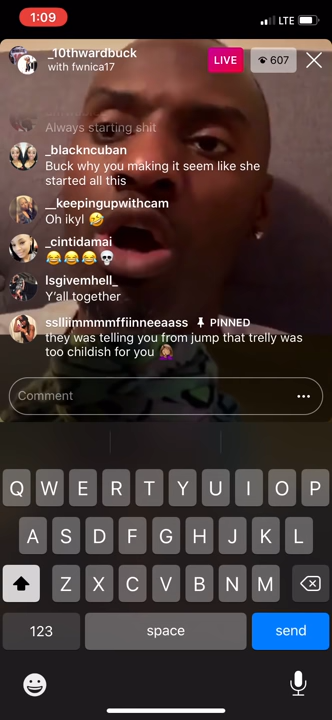 1:09
LTE
_10thwardbuck
with fwnica17
LIVE
607
Always starting shit
_blackncuban
Buck why you making it seem like she
started all this
__keepingupwithcam
Oh ikyl 🤣
_cintidamai
😂😂😂💀
lsgivemhell_
Y'all together
ssslliimmmmffiinneeaass PINNED
they was telling you from jump that trelly was
too childish for you 🤦🏽‍♀️
Comment
Q W E R T Y U I O P
A S D F G H J K L
Z X C V B N M
123 space send